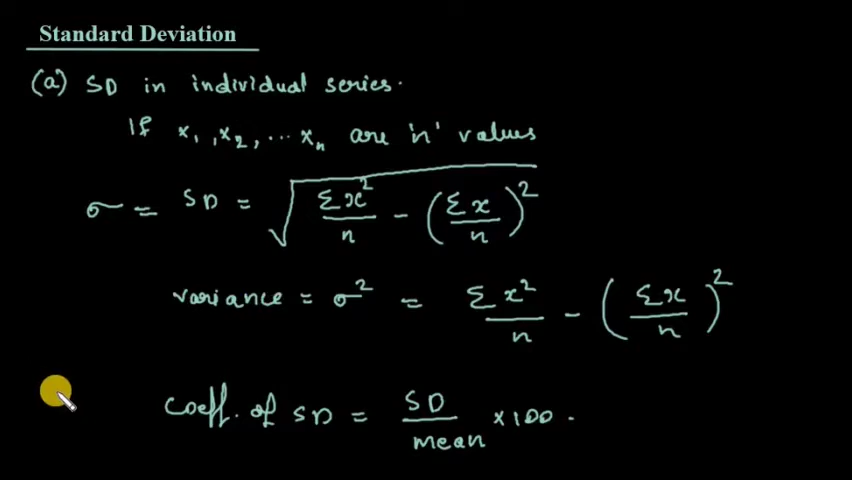 Standard Deviation
(a) SD in individual series.
If x₁, x₂, ... xₙ are 'n' values
σ = SD = √(Σx²/n - (Σx/n)²)
variance = σ² = Σx²/n - (Σx/n)²
Coeff. of SD = SD/mean × 100.